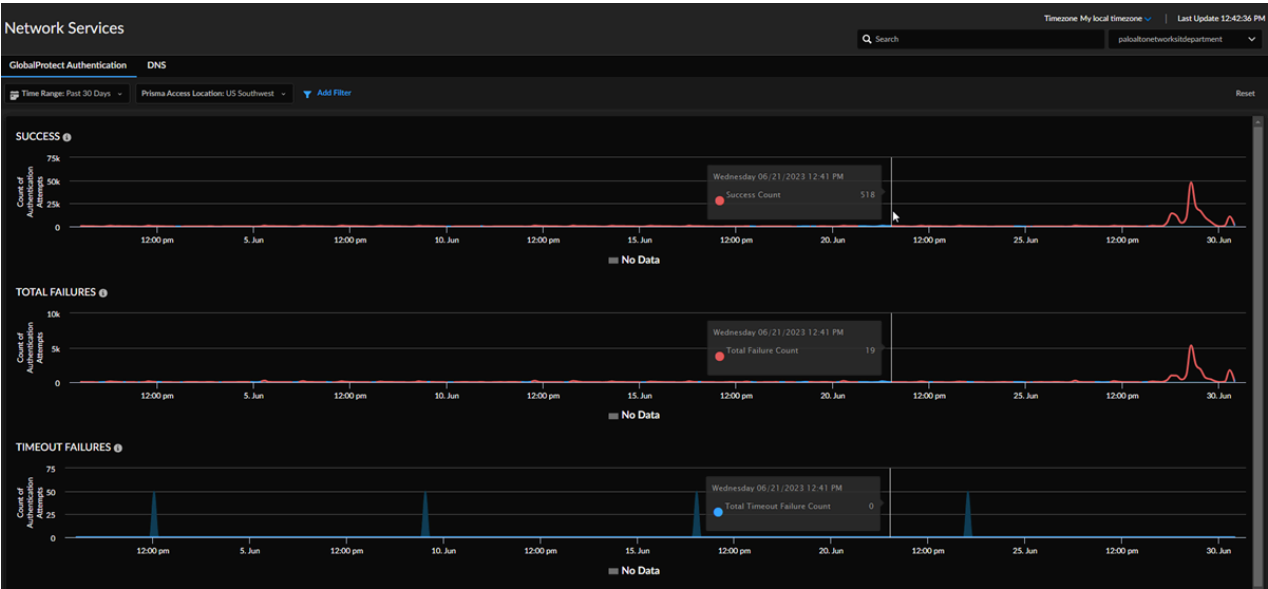 Network Services
Timezone My local timezone | Last Update 12:42:36 PM
Search
paloaltonetworksitdepartment
GlobalProtect Authentication DNS
Time Range: Past 30 Days Prisma Access Location: US Southwest Add Filter Reset
SUCCESS
Count of Authentication Attempts
75k
50k
25k
0
Wednesday 06/21/2023 12:41 PM
Success Count 518
12:00 pm 5. Jun 12:00 pm 10. Jun 12:00 pm 15. Jun 12:00 pm 20. Jun 12:00 pm 25. Jun 12:00 pm 30. Jun
No Data
TOTAL FAILURES
Count of Authentication Attempts
10k
5k
0
Wednesday 06/21/2023 12:41 PM
Total Failure Count 19
12:00 pm 5. Jun 12:00 pm 10. Jun 12:00 pm 15. Jun 12:00 pm 20. Jun 12:00 pm 25. Jun 12:00 pm 30. Jun
No Data
TIMEOUT FAILURES
Count of Authentication Attempts
75
50
25
0
Wednesday 06/21/2023 12:41 PM
Total Timeout Failure Count 0
12:00 pm 5. Jun 12:00 pm 10. Jun 12:00 pm 15. Jun 12:00 pm 20. Jun 12:00 pm 25. Jun 12:00 pm 30. Jun
No Data